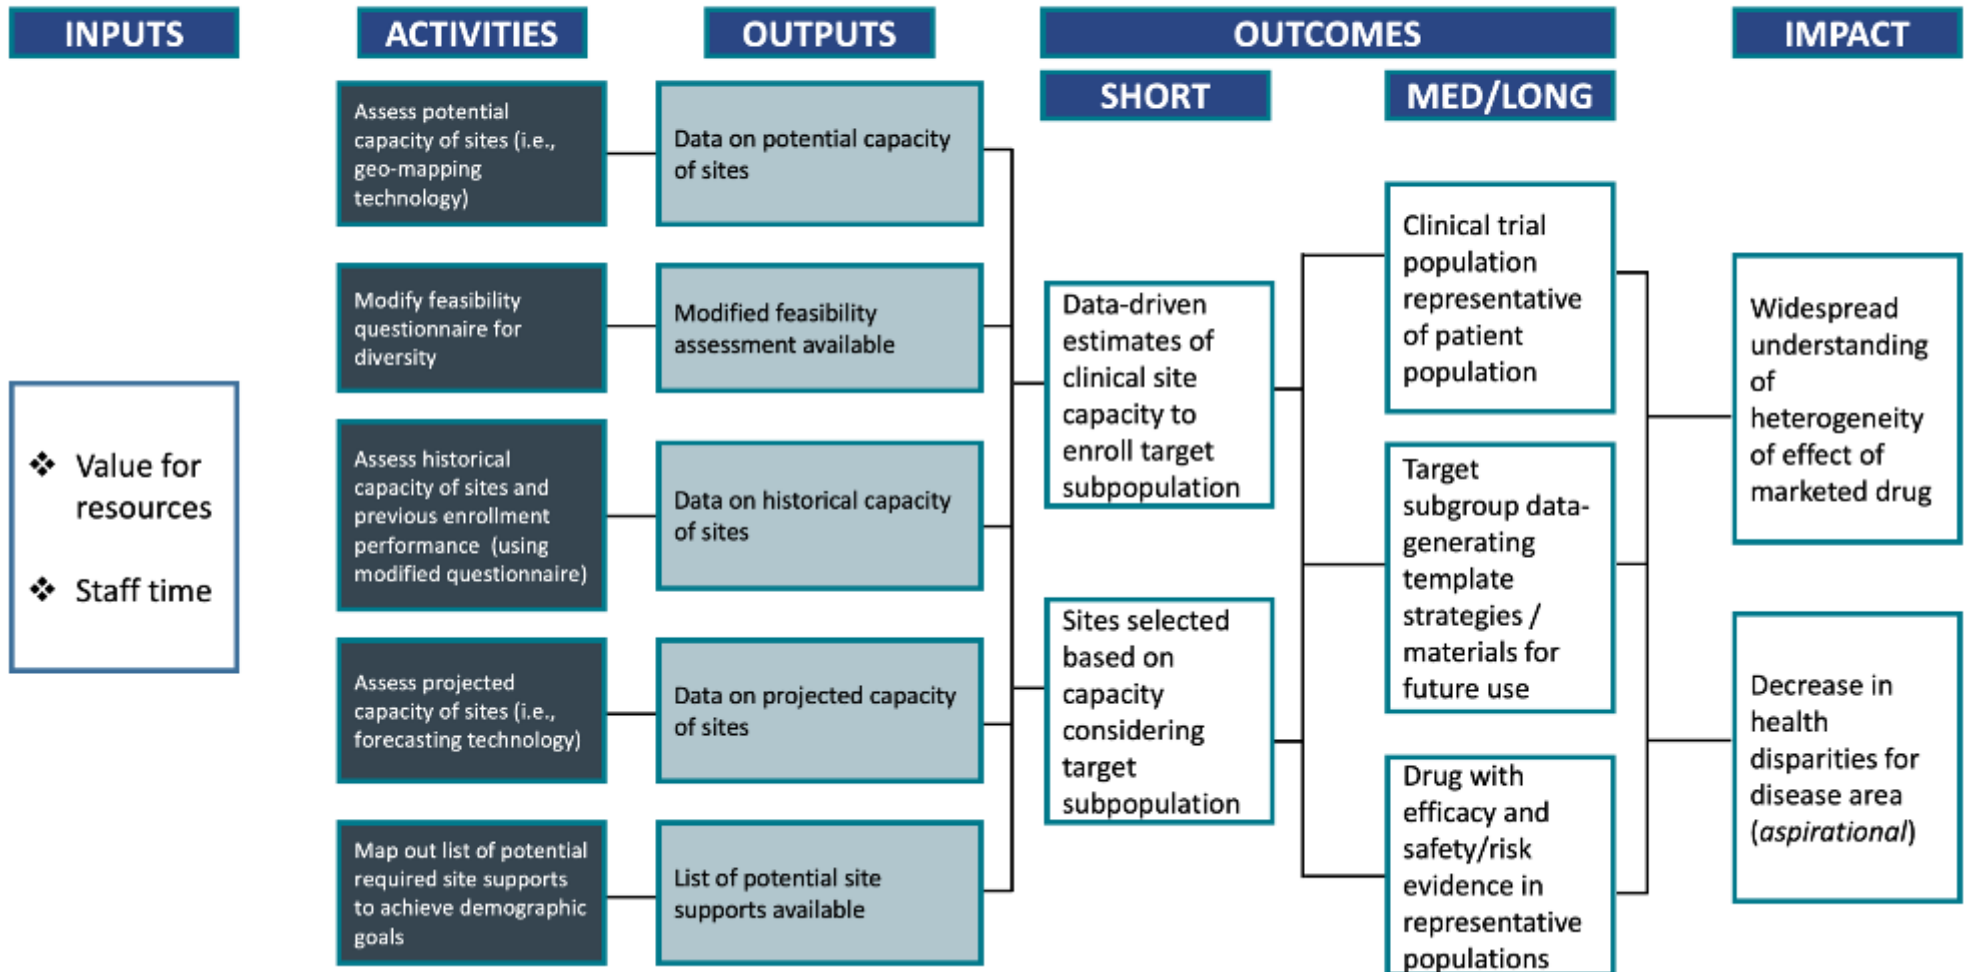 INPUTS
ACTIVITIES
OUTPUTS
OUTCOMES
IMPACT
SHORT
MED/LONG
❖ Value for
resources
❖ Staff time
Assess potential
capacity of sites (i.e.,
geo-mapping
technology)
Modify feasibility
questionnaire for
diversity
Assess historical
capacity of sites and
previous enrollment
performance (using
modified questionnaire)
Assess projected
capacity of sites (i.e.,
forecasting technology)
Map out list of potential
required site supports
to achieve demographic
goals
Data on potential capacity
of sites
Modified feasibility
assessment available
Data on historical capacity
of sites
Data on projected capacity
of sites
List of potential site
supports available
Data-driven
estimates of
clinical site
capacity to
enroll target
subpopulation
Sites selected
based on
capacity
considering
target
subpopulation
Clinical trial
population
representative
of patient
population
Target
subgroup data-
generating
template
strategies /
materials for
future use
Drug with
efficacy and
safety/risk
evidence in
representative
populations
Widespread
understanding
of
heterogeneity
of effect of
marketed drug
Decrease in
health
disparities for
disease area
(aspirational)